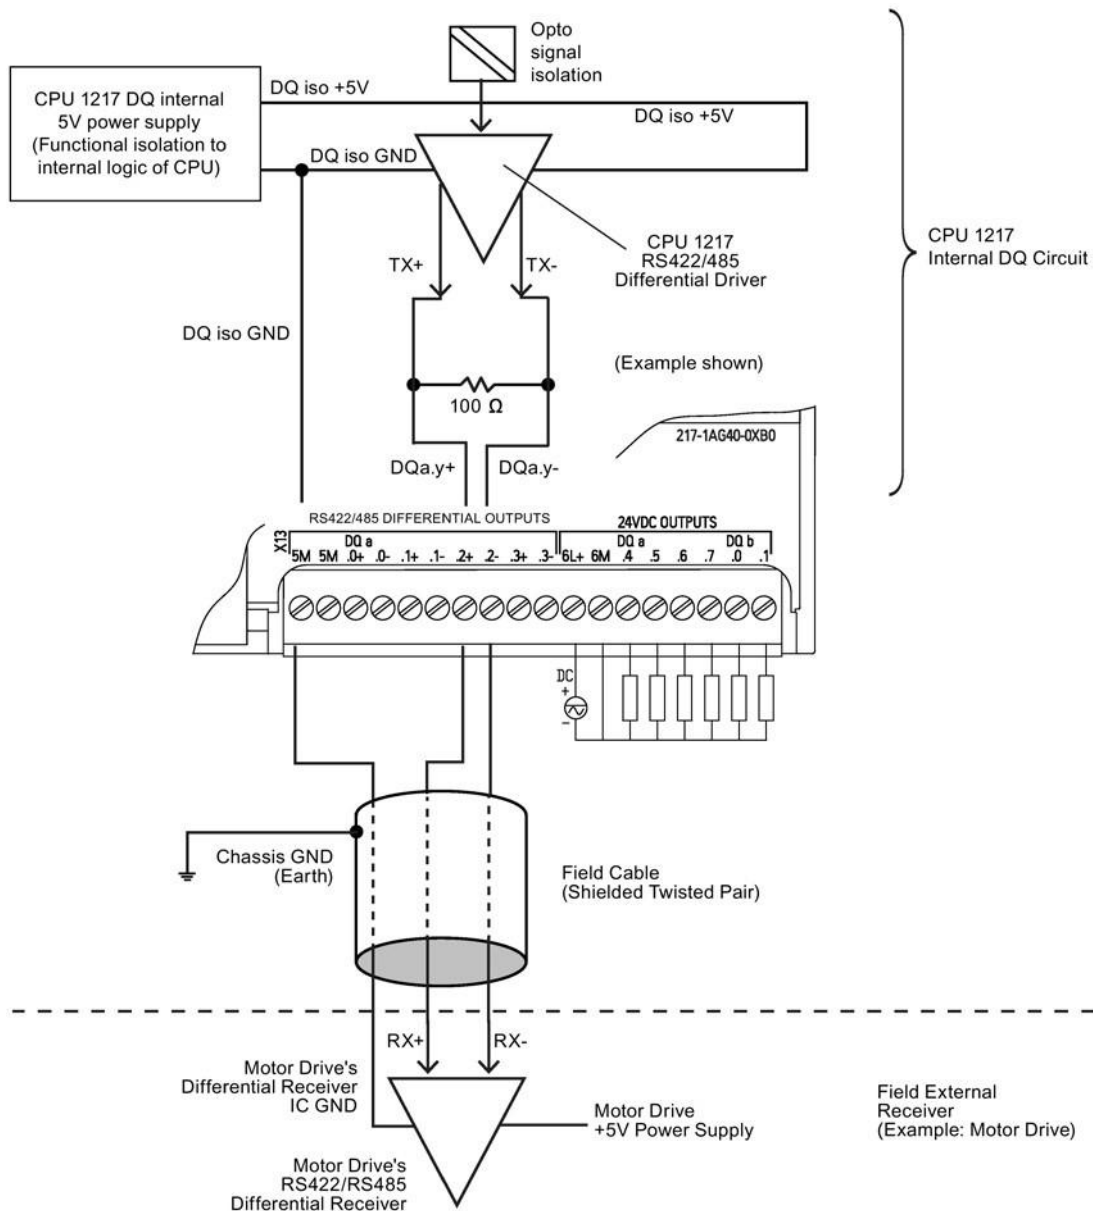 Opto
signal
isolation
CPU 1217 DQ internal
5V power supply
(Functional isolation to
internal logic of CPU)
DQ iso +5V
DQ iso +5V
DQ iso GND
CPU 1217
RS422/485
Differential Driver
CPU 1217
Internal DQ Circuit
TX+
TX-
DQ iso GND
(Example shown)
100 Ω
217-1AG40-0XB0
DQa.y+
DQa.y-
RS422/485 DIFFERENTIAL OUTPUTS
24VDC OUTPUTS
X13
DQ a
DQ a
DQ b
5M 5M .0+ .0- .1+ .1- .2+ .2- .3+ .3- 6L+ 6M .4 .5 .6 .7 .0 .1
DC
+
−
Chassis GND
(Earth)
Field Cable
(Shielded Twisted Pair)
RX+
RX-
Motor Drive's
Differential Receiver
IC GND
Motor Drive
+5V Power Supply
Field External
Receiver
(Example: Motor Drive)
Motor Drive's
RS422/RS485
Differential Receiver